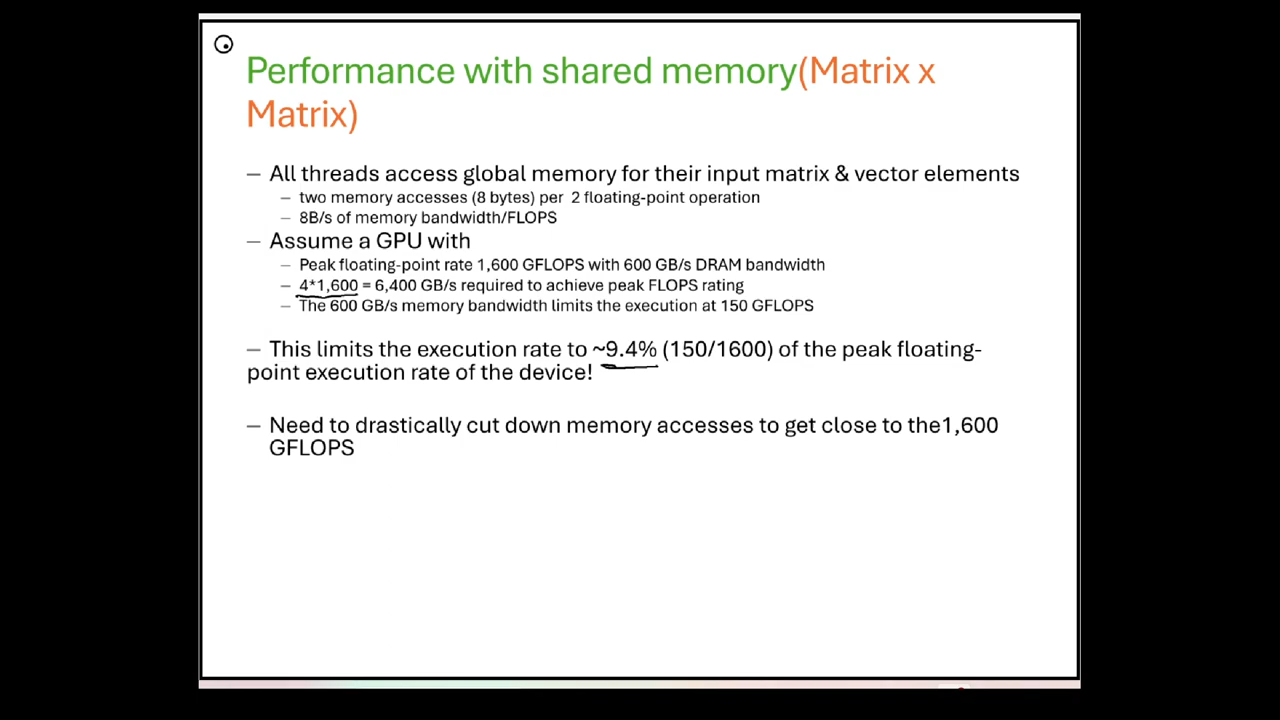 Performance with shared memory(Matrix x
Matrix)
– All threads access global memory for their input matrix & vector elements
– two memory accesses (8 bytes) per 2 floating-point operation
– 8B/s of memory bandwidth/FLOPS
– Assume a GPU with
– Peak floating-point rate 1,600 GFLOPS with 600 GB/s DRAM bandwidth
– 4*1,600 = 6,400 GB/s required to achieve peak FLOPS rating
– The 600 GB/s memory bandwidth limits the execution at 150 GFLOPS
– This limits the execution rate to ~9.4% (150/1600) of the peak floating-
point execution rate of the device!
– Need to drastically cut down memory accesses to get close to the1,600
GFLOPS